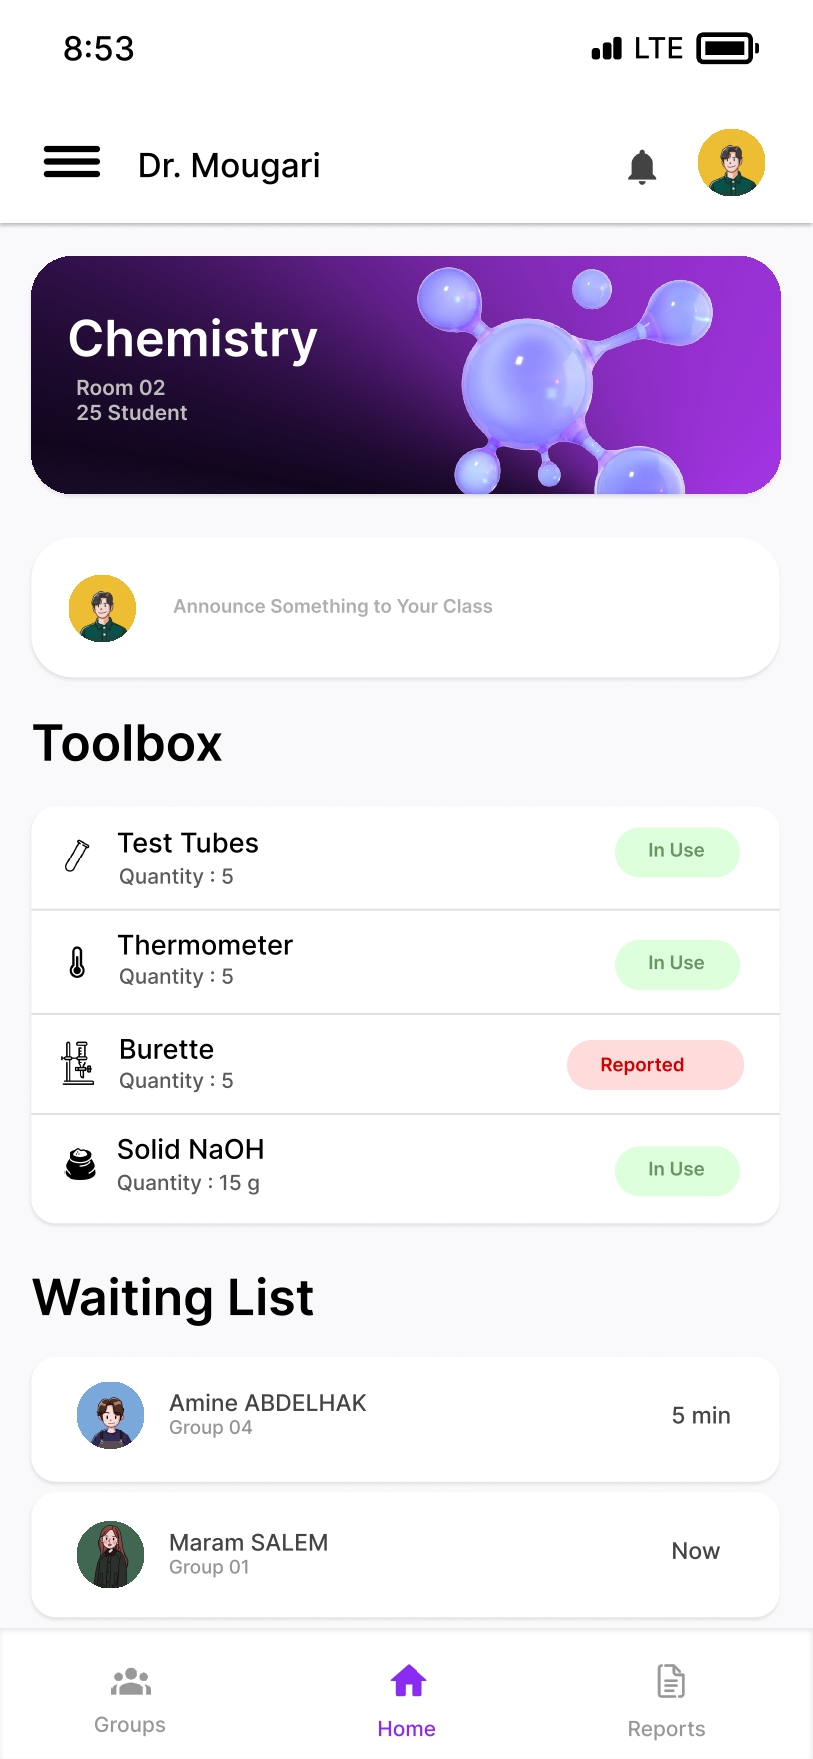 8:53 LTE
Dr. Mougari
Chemistry
Room 02
25 Student
Announce Something to Your Class
Toolbox
Test Tubes
Quantity : 5
In Use
Thermometer
Quantity : 5
In Use
Burette
Quantity : 5
Reported
Solid NaOH
Quantity : 15 g
In Use
Waiting List
Amine ABDELHAK
Group 04
5 min
Maram SALEM
Group 01
Now
Groups
Home
Reports